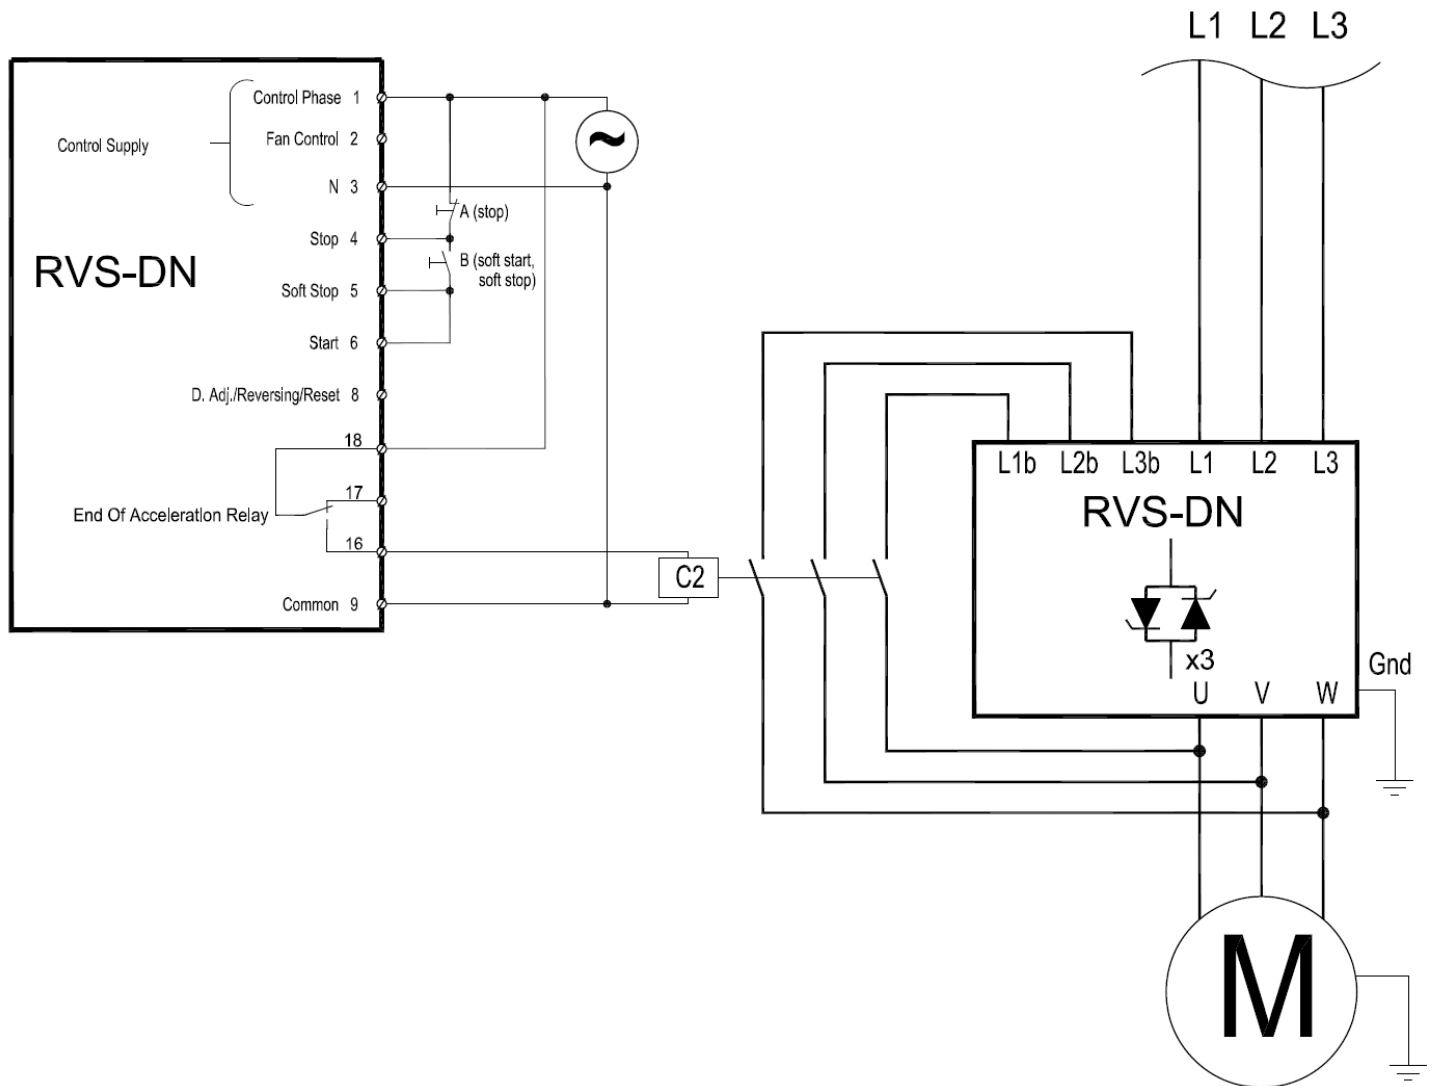 L1 L2 L3
Control Phase 1
Fan Control 2
Control Supply
N 3
A (stop)
Stop 4
B (soft start,
soft stop)
RVS-DN
Soft Stop 5
Start 6
D. Adj./Reversing/Reset 8
18
17
End Of Acceleration Relay
16
Common 9
C2
L1b L2b L3b L1 L2 L3
RVS-DN
x3
Gnd
U V W
M